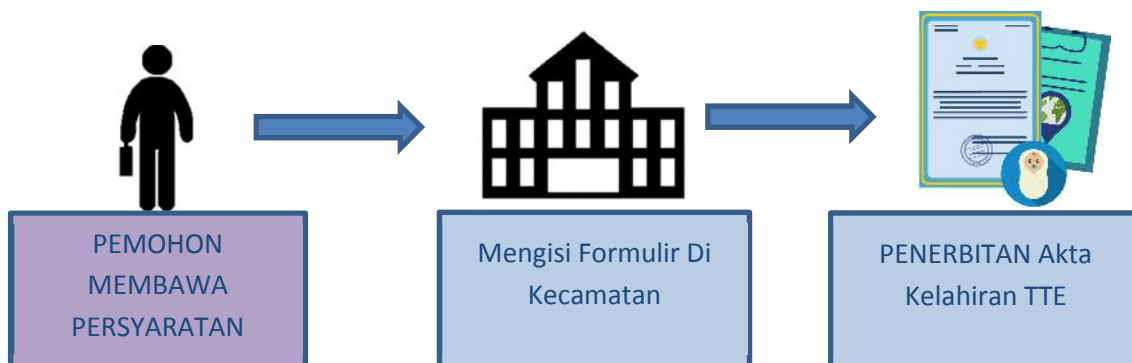 PEMOHON
MEMBAWA
PERSYARATAN
Mengisi Formulir Di
Kecamatan
PENERBITAN Akta
Kelahiran TTE